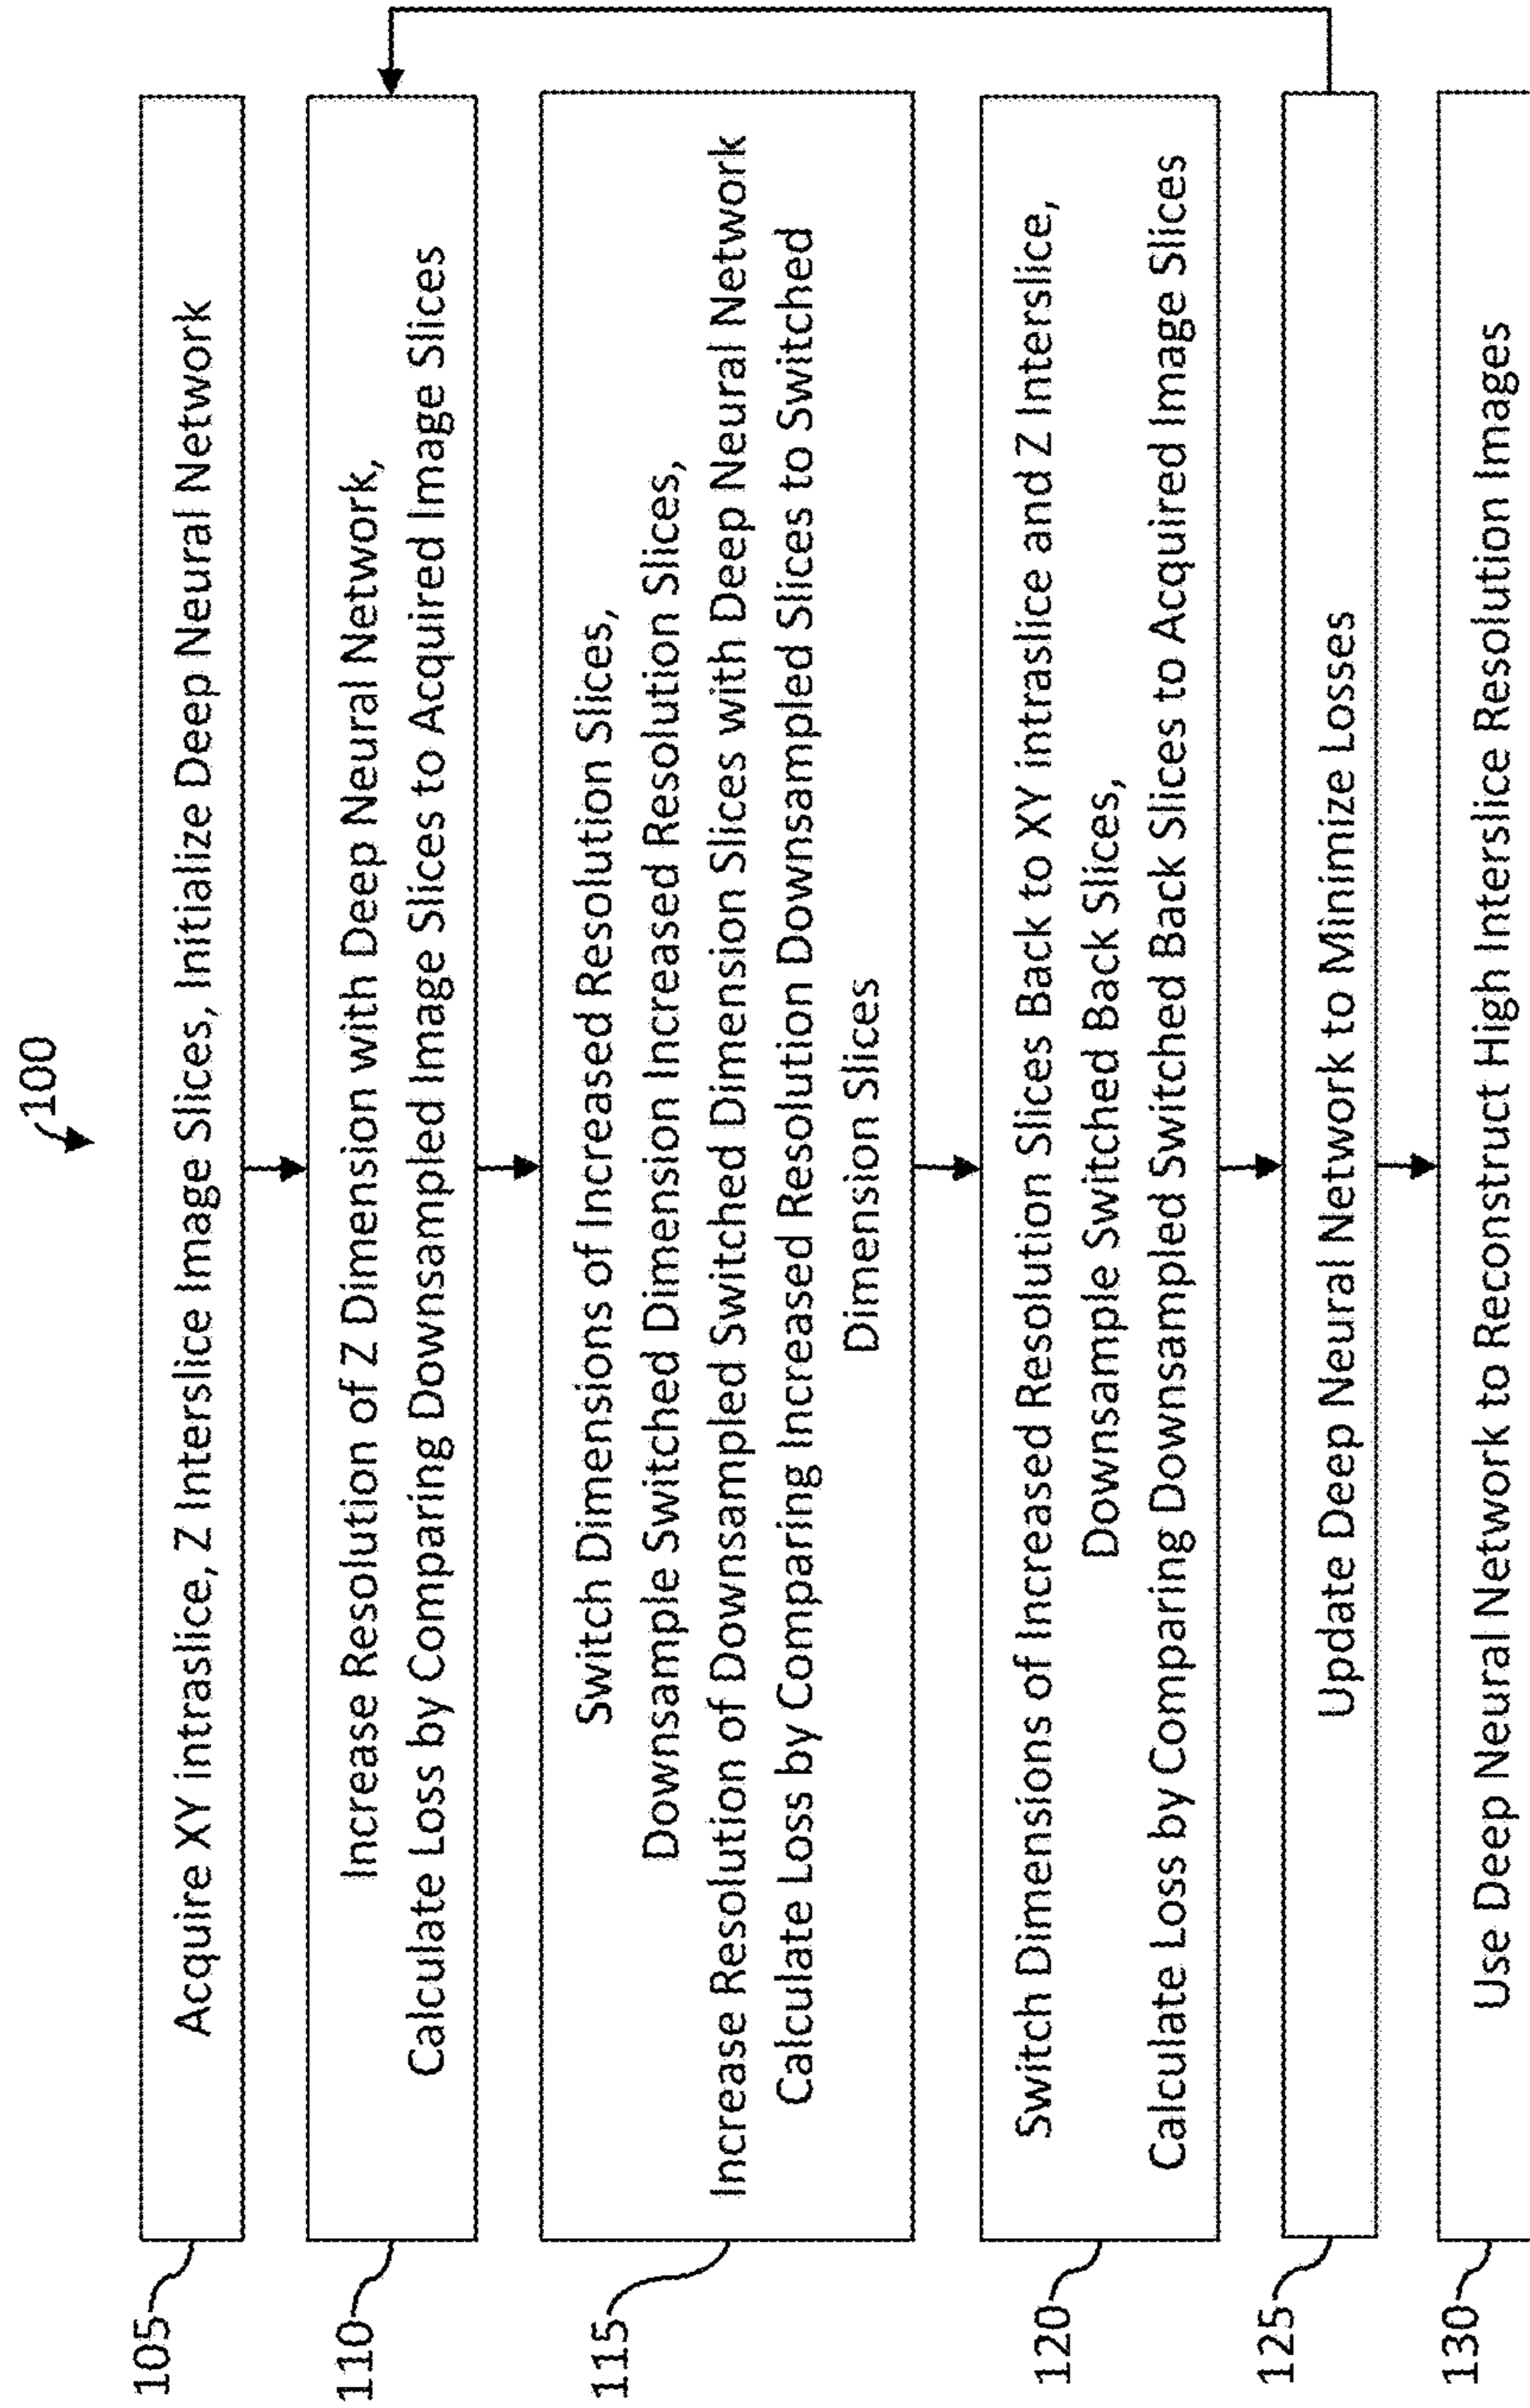 100
105
Acquire XY intraslice, Z Interslice Image Slices, Initialize Deep Neural Network
110
Increase Resolution of Z Dimension with Deep Neural Network,
Calculate Loss by Comparing Downsampled Image Slices to Acquired Image Slices
115
Switch Dimensions of Increased Resolution Slices,
Downsample Switched Dimension Increased Resolution Slices,
Increase Resolution of Downsampled Switched Dimension Slices with Deep Neural Network
Calculate Loss by Comparing Increased Resolution Downsampled Slices to Switched
Dimension Slices
120
Switch Dimensions of Increased Resolution Slices Back to XY intraslice and Z Interslice,
Downsample Switched Back Slices,
Calculate Loss by Comparing Downsampled Switched Back Slices to Acquired Image Slices
125
Update Deep Neural Network to Minimize Losses
130
Use Deep Neural Network to Reconstruct High Interslice Resolution Images